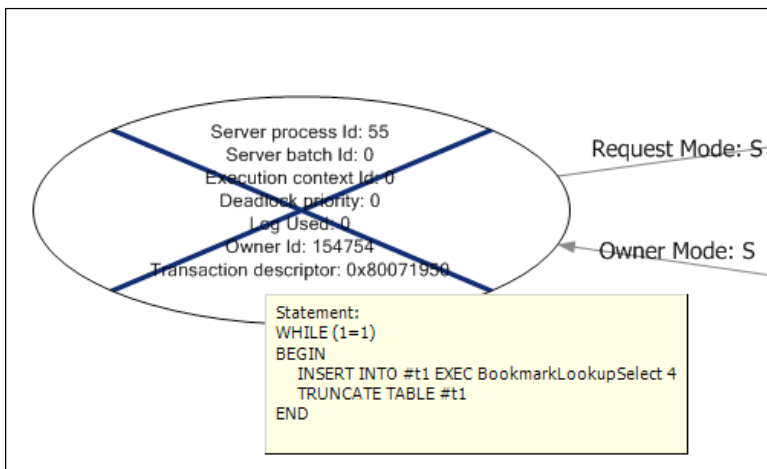 Server process Id: 55
Server batch Id: 0
Execution context Id: 0
Deadlock priority: 0
Log Used: 0
Owner Id: 154754
Transaction descriptor: 0x80071950
Request Mode: S
Owner Mode: S
Statement:
WHILE (1=1)
BEGIN
INSERT INTO #t1 EXEC BookmarkLookupSelect 4
TRUNCATE TABLE #t1
END